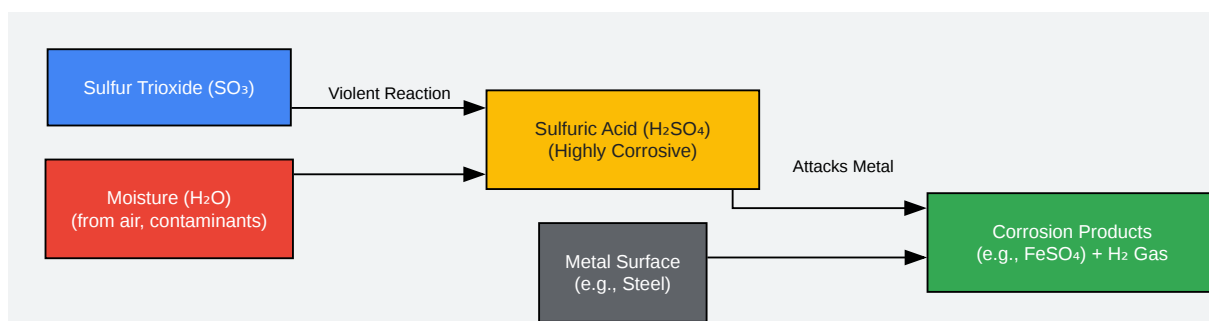 Sulfur Trioxide (SO₃)
Violent Reaction
Moisture (H₂O)
(from air, contaminants)
Sulfuric Acid (H₂SO₄)
(Highly Corrosive)
Attacks Metal
Metal Surface
(e.g., Steel)
Corrosion Products
(e.g., FeSO₄) + H₂ Gas